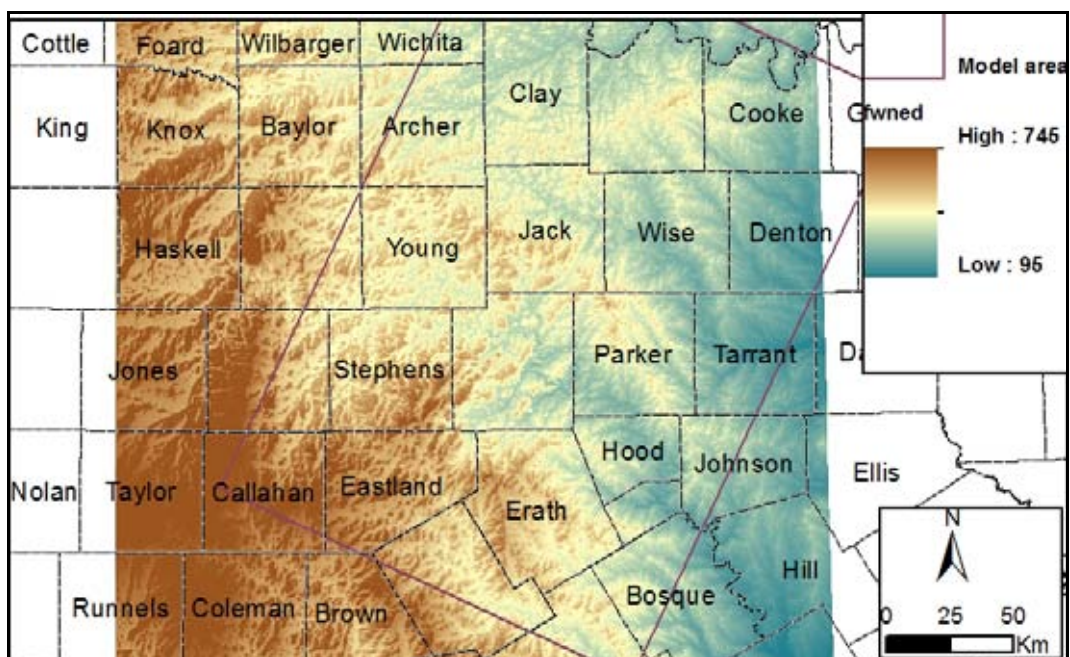 Cottle Foard Wilbarger Wichita
Model area
Clay
Cooke G
fwned
King Knox Baylor Archer
High : 745
Haskell Young Jack Wise Denton
Low : 95
Jones Stephens Parker Tarrant Da
Nolan Taylor Callahan Eastland Erath Hood Johnson Ellis
N
Runnels Coleman Brown Bosque Hill
0 25 50
Km